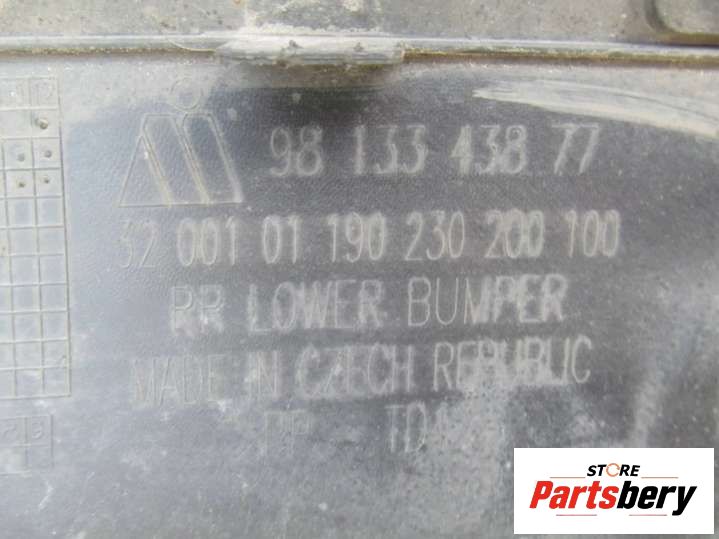 98 133 438 77
32 001 01 190 230 200 100
RR LOWER BUMPER
MADE IN CZECH REPUBLIC
PP
STORE
Partsbery